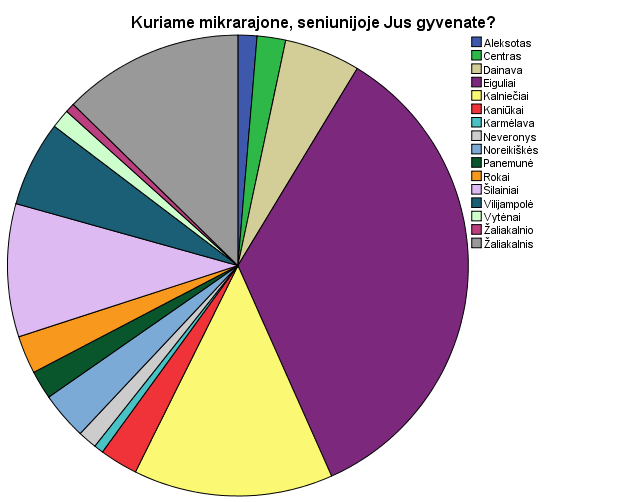 Kuriame mikrarajone, seniunijoje Jus gyvenate?
Aleksotas
Centras
Dainava
Eiguliai
Kalniečiai
Kaniūkai
Karmėlava
Neveronys
Noreikiškės
Panemunė
Rokai
Šilainiai
Vilijampolė
Vytėnai
Žaliakalnio
Žaliakalnis